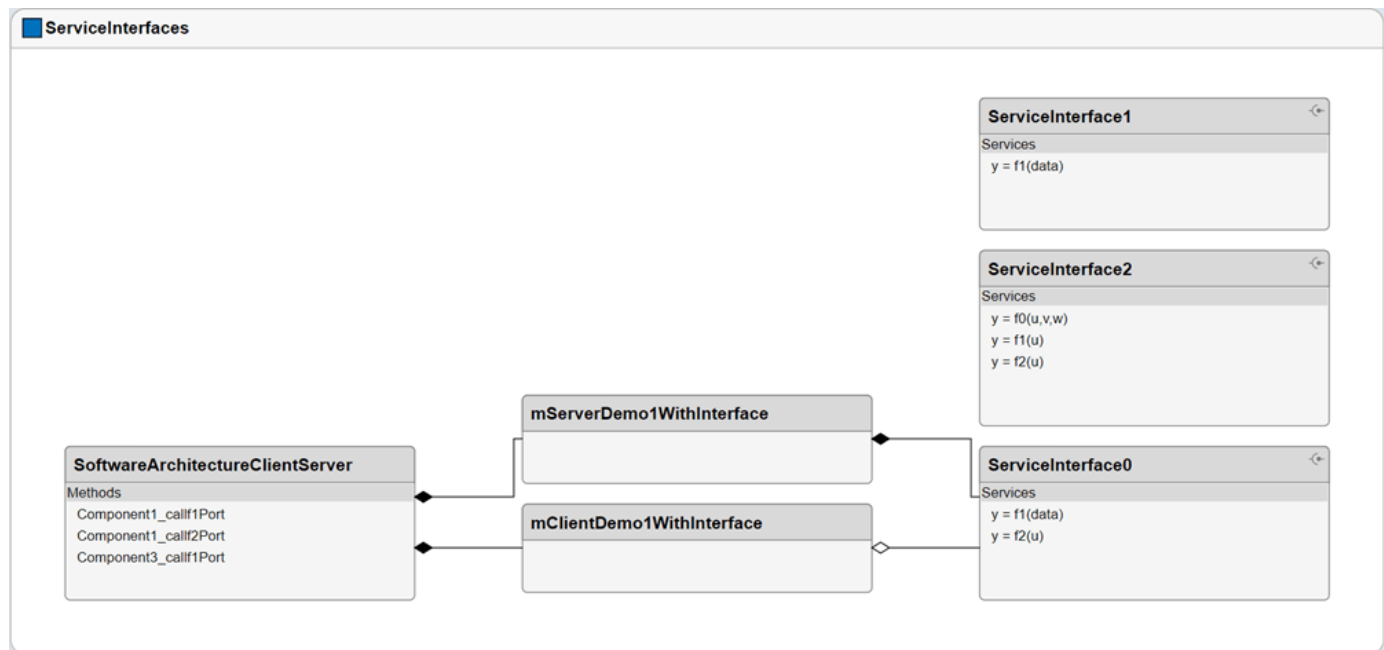 ServiceInterfaces
ServiceInterface1
Services
y = f1(data)
ServiceInterface2
Services
y = f0(u,v,w)
y = f1(u)
y = f2(u)
mServerDemo1WithInterface
SoftwareArchitectureClientServer
Methods
Component1_callf1Port
Component1_callf2Port
Component3_callf1Port
mClientDemo1WithInterface
ServiceInterface0
Services
y = f1(data)
y = f2(u)